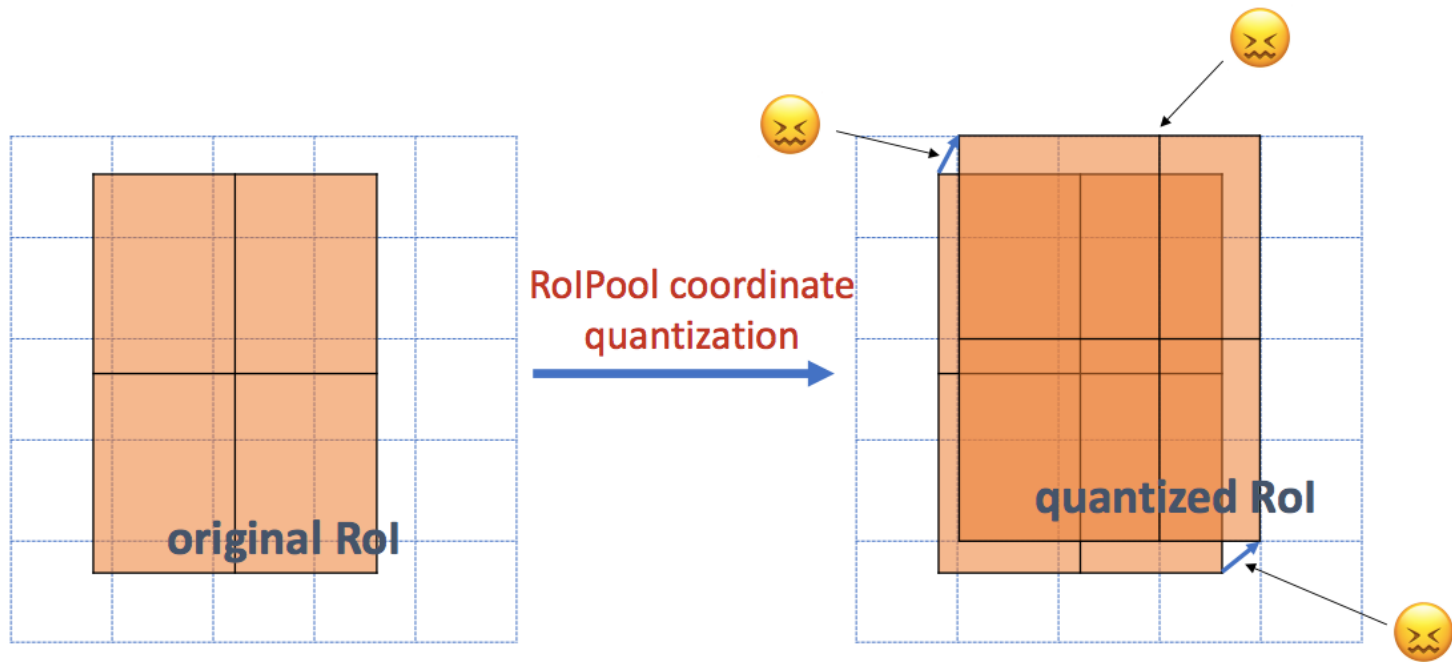 RoIPool coordinate
quantization
original RoI
quantized RoI